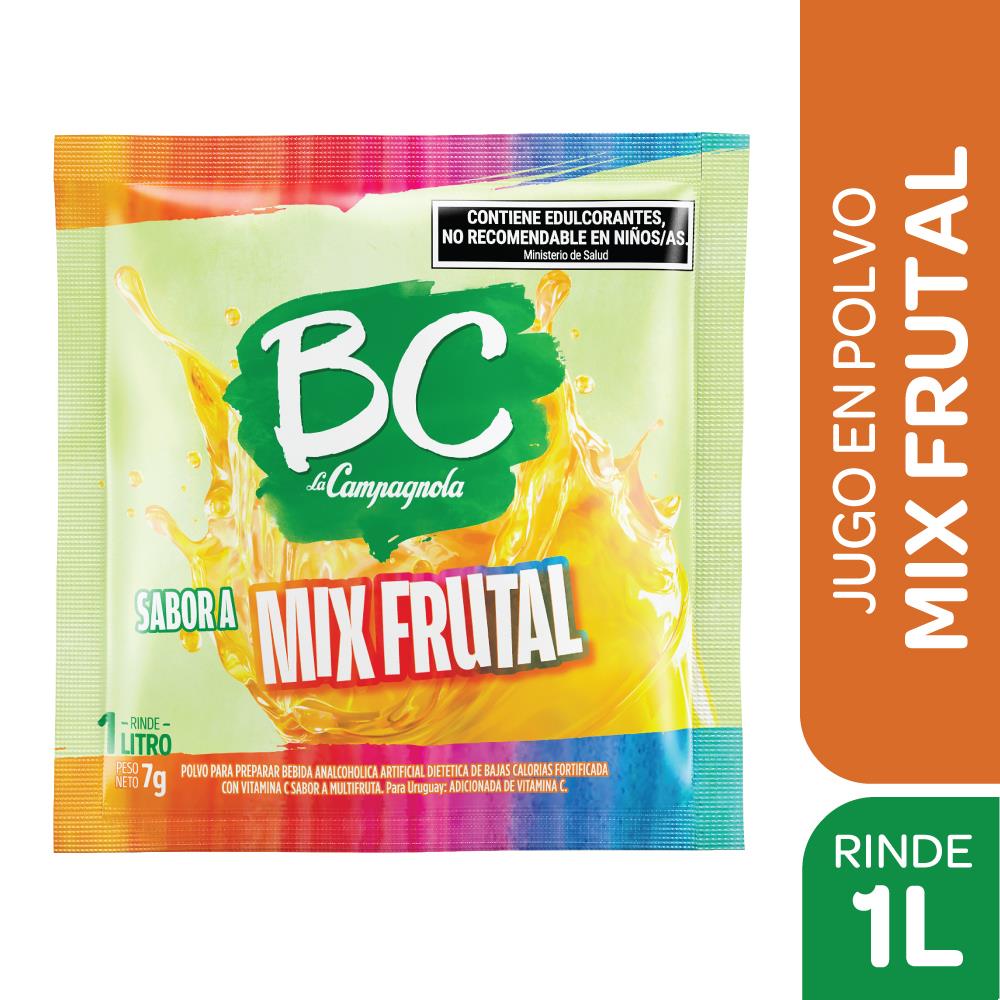 CONTIENE EDULCORANTES,
NO RECOMENDABLE EN NIÑOS/AS.
Ministerio de Salud
BC
La Campagnola
SABOR A
MIX FRUTAL
1 – RINDE –
LITRO
PESO
NETO 7g
POLVO PARA PREPARAR BEBIDA ANALCOHOLICA ARTIFICIAL DIETETICA DE BAJAS CALORIAS FORTIFICADA
CON VITAMINA C SABOR A MULTIFRUTA. Para Uruguay: ADICIONADA DE VITAMINA C.
JUGO EN POLVO
MIX FRUTAL
RINDE
1L